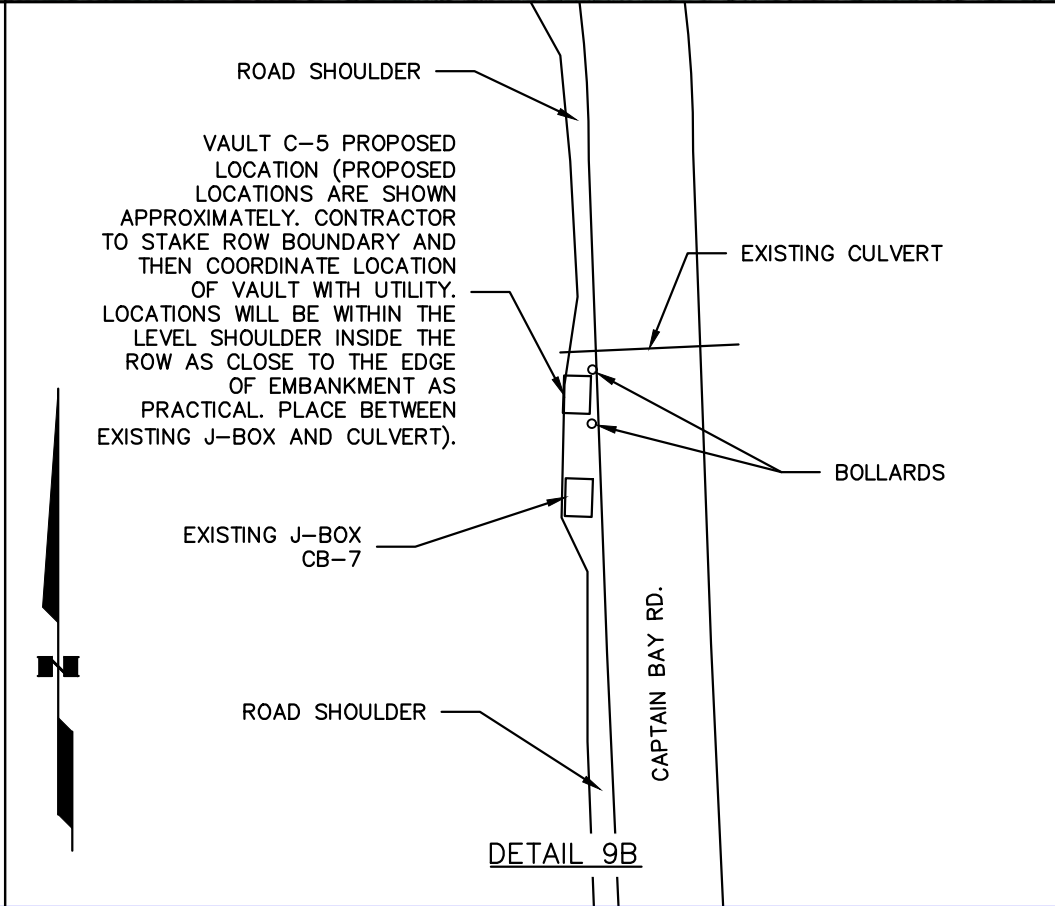 ROAD SHOULDER
VAULT C-5 PROPOSED
LOCATION (PROPOSED
LOCATIONS ARE SHOWN
APPROXIMATELY. CONTRACTOR
TO STAKE ROW BOUNDARY AND
THEN COORDINATE LOCATION
OF VAULT WITH UTILITY.
LOCATIONS WILL BE WITHIN THE
LEVEL SHOULDER INSIDE THE
ROW AS CLOSE TO THE EDGE
OF EMBANKMENT AS
PRACTICAL. PLACE BETWEEN
EXISTING J-BOX AND CULVERT).
EXISTING CULVERT
BOLLARDS
EXISTING J-BOX
CB-7
CAPTAIN BAY RD.
N
ROAD SHOULDER
DETAIL 9B